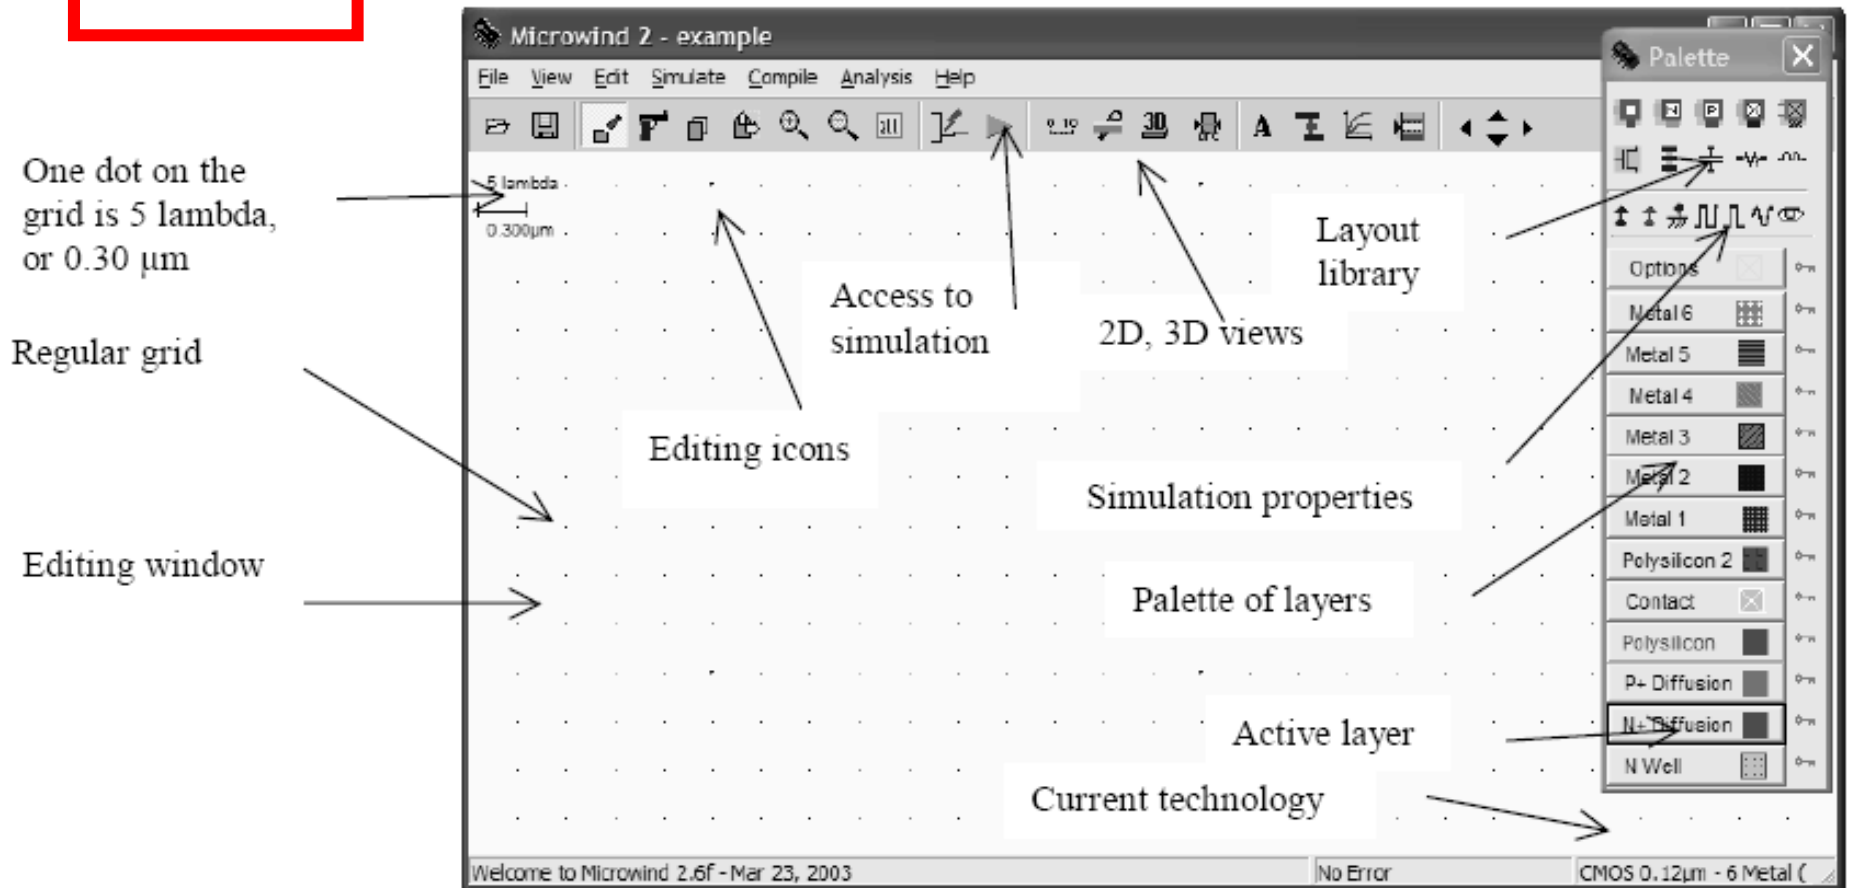 Microwind 2 - example
File View Edit Simulate Compile Analysis Help
3D
A
5 lambda
0.300µm
One dot on the
grid is 5 lambda,
or 0.30 µm
Regular grid
Editing window
Editing icons
Access to
simulation
2D, 3D views
Layout
library
Simulation properties
Palette of layers
Active layer
Current technology
Palette
Options
Metal 6
Metal 5
Metal 4
Metal 3
Metal 2
Metal 1
Polysilicon 2
Contact
Polysilicon
P+ Diffusion
N+ Diffusion
N Well
Welcome to Microwind 2.6f - Mar 23, 2003
No Error
CMOS 0.12µm - 6 Metal (